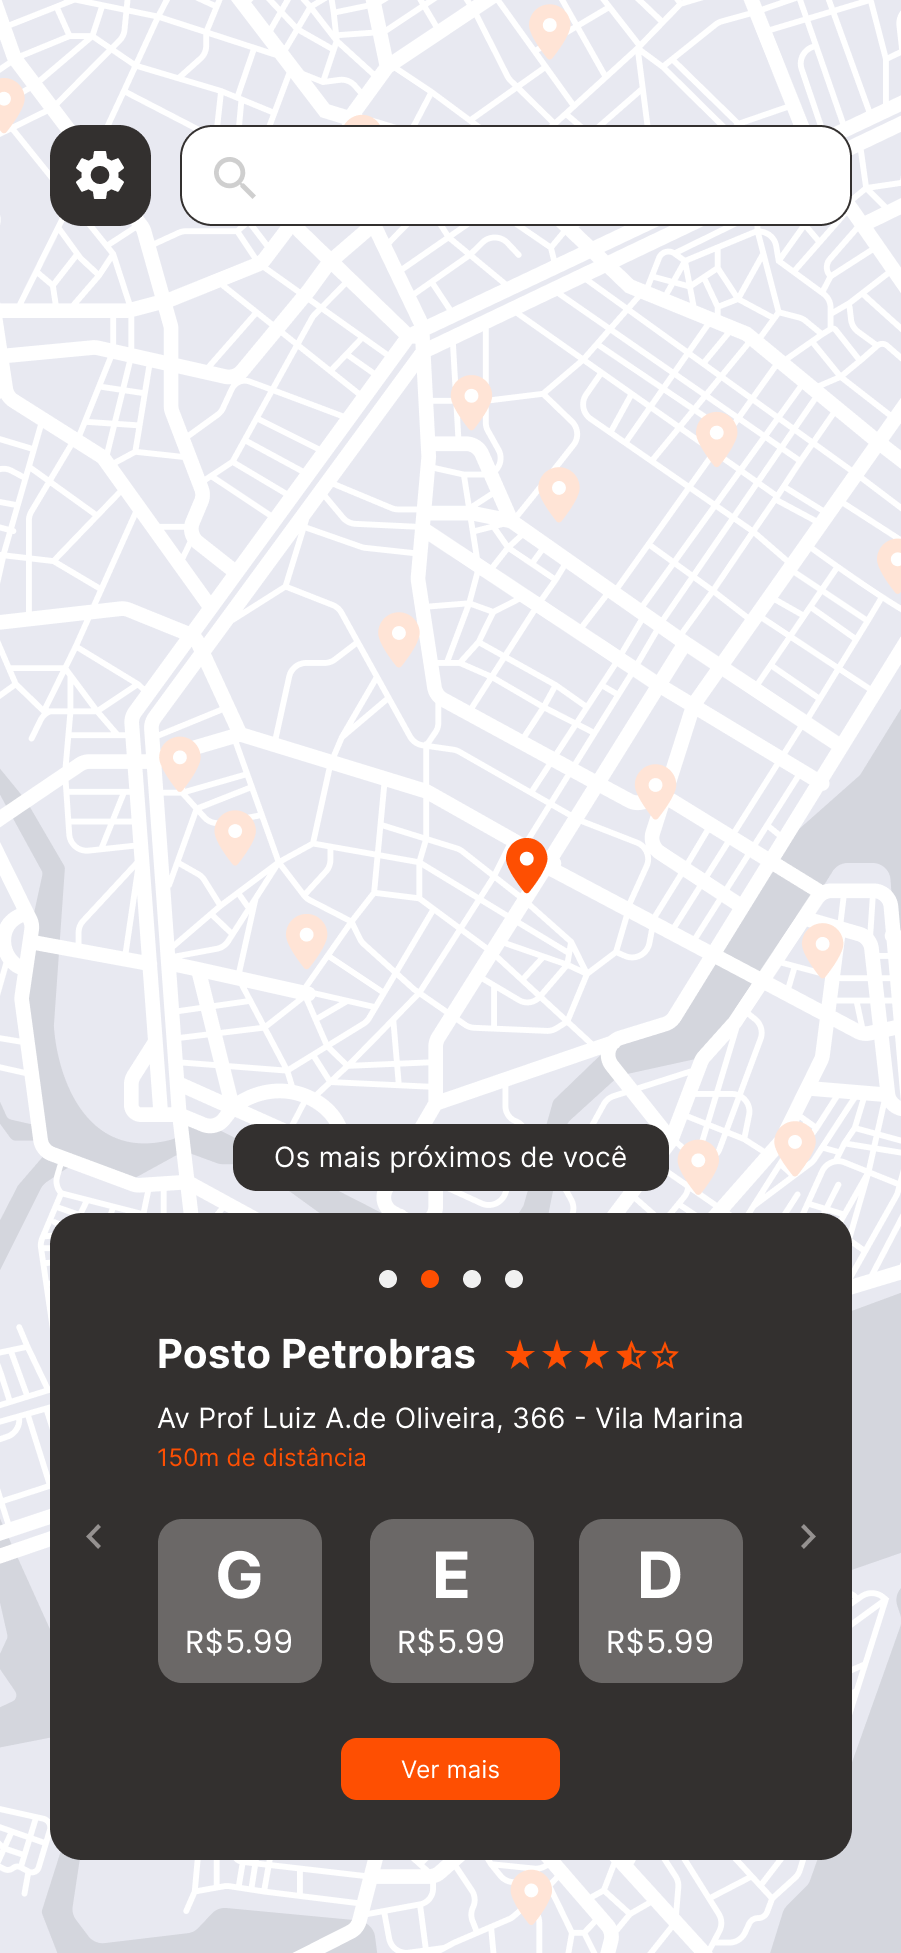 Os mais próximos de você
Posto Petrobras
Av Prof Luiz A.de Oliveira, 366 - Vila Marina
150m de distância
G
R$5.99
E
R$5.99
D
R$5.99
Ver mais